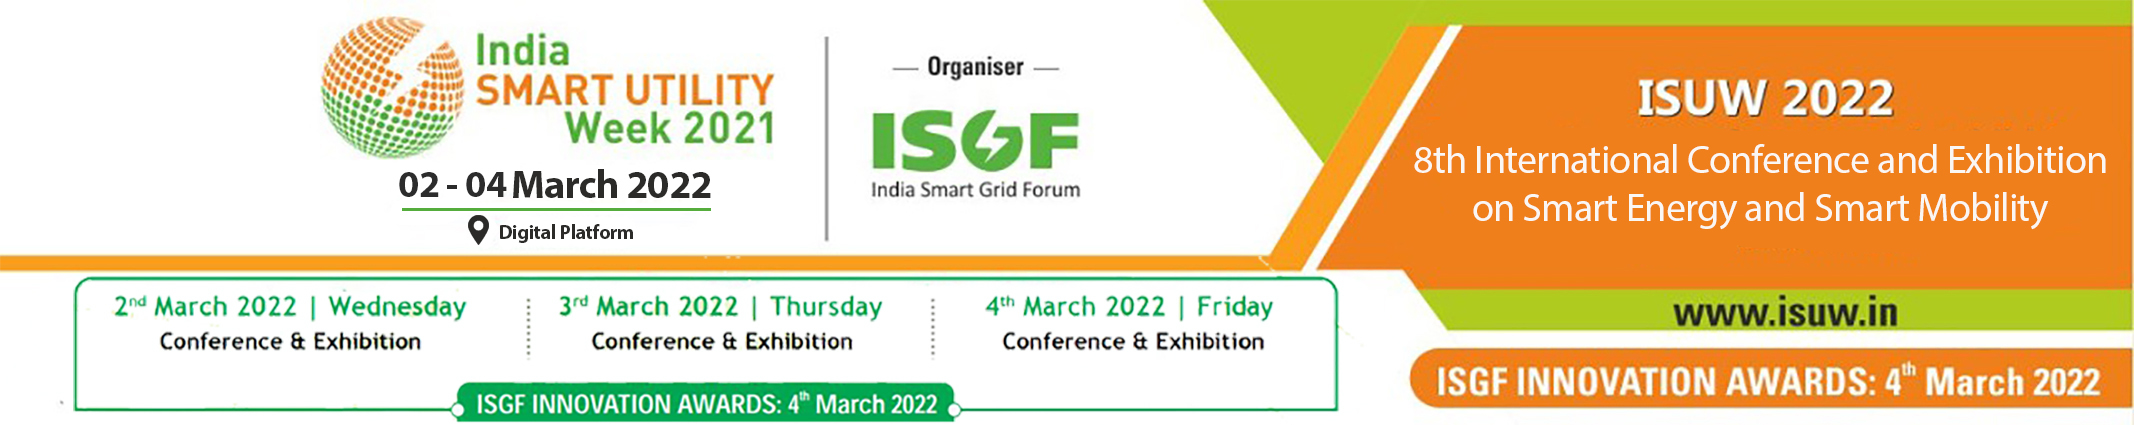 India
SMART UTILITY
Week 2021
02 - 04 March 2022
Digital Platform
Organiser
ISGF
India Smart Grid Forum
ISUW 2022
8th International Conference and Exhibition
on Smart Energy and Smart Mobility
www.isuw.in
ISGF INNOVATION AWARDS: 4th March 2022
2nd March 2022 | Wednesday
Conference & Exhibition
3rd March 2022 | Thursday
Conference & Exhibition
4th March 2022 | Friday
Conference & Exhibition
ISGF INNOVATION AWARDS: 4th March 2022